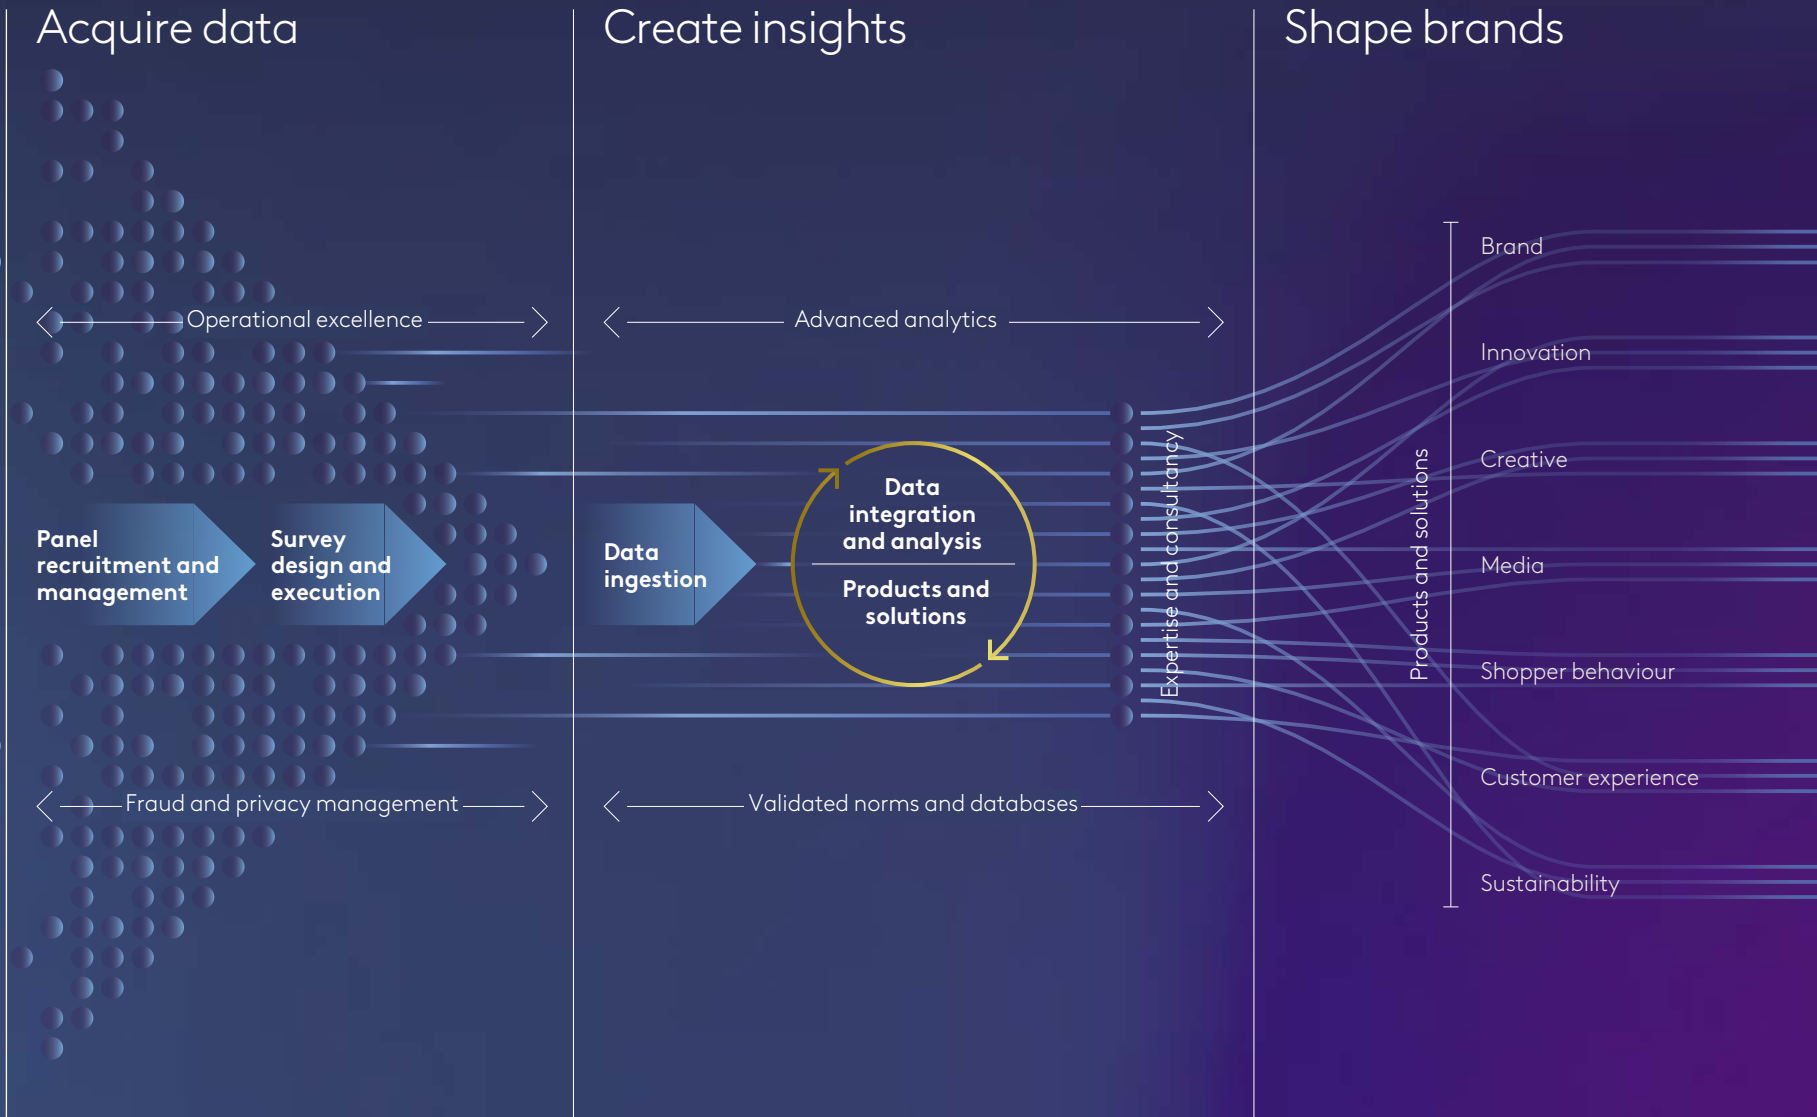 Acquire data
Operational excellence
Panel
recruitment and
management
Survey
design and
execution
Fraud and privacy management
Create insights
Advanced analytics
Data
ingestion
Data
integration
and analysis
Products and
solutions
Expertise and consultancy
Validated norms and databases
Shape brands
Products and solutions
Brand
Innovation
Creative
Media
Shopper behaviour
Customer experience
Sustainability